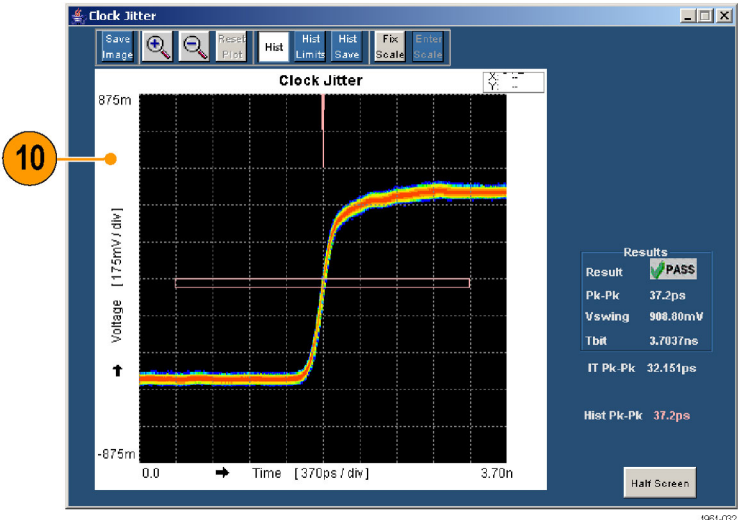 Clock Jitter
Save Image
Reset Plot
Hist
Hist Limits
Hist Save
Fix Scale
Enter Scale
Clock Jitter
X: --
Y: --
875m
10
Voltage [175mV / div]
-875m
0.0
Time [370ps / div]
3.70n
Results
Result PASS
Pk-Pk 37.2ps
Vswing 908.80mV
Tbit 3.7037ns
IT Pk-Pk 32.151ps
Hist Pk-Pk 37.2ps
Half Screen
1961-032